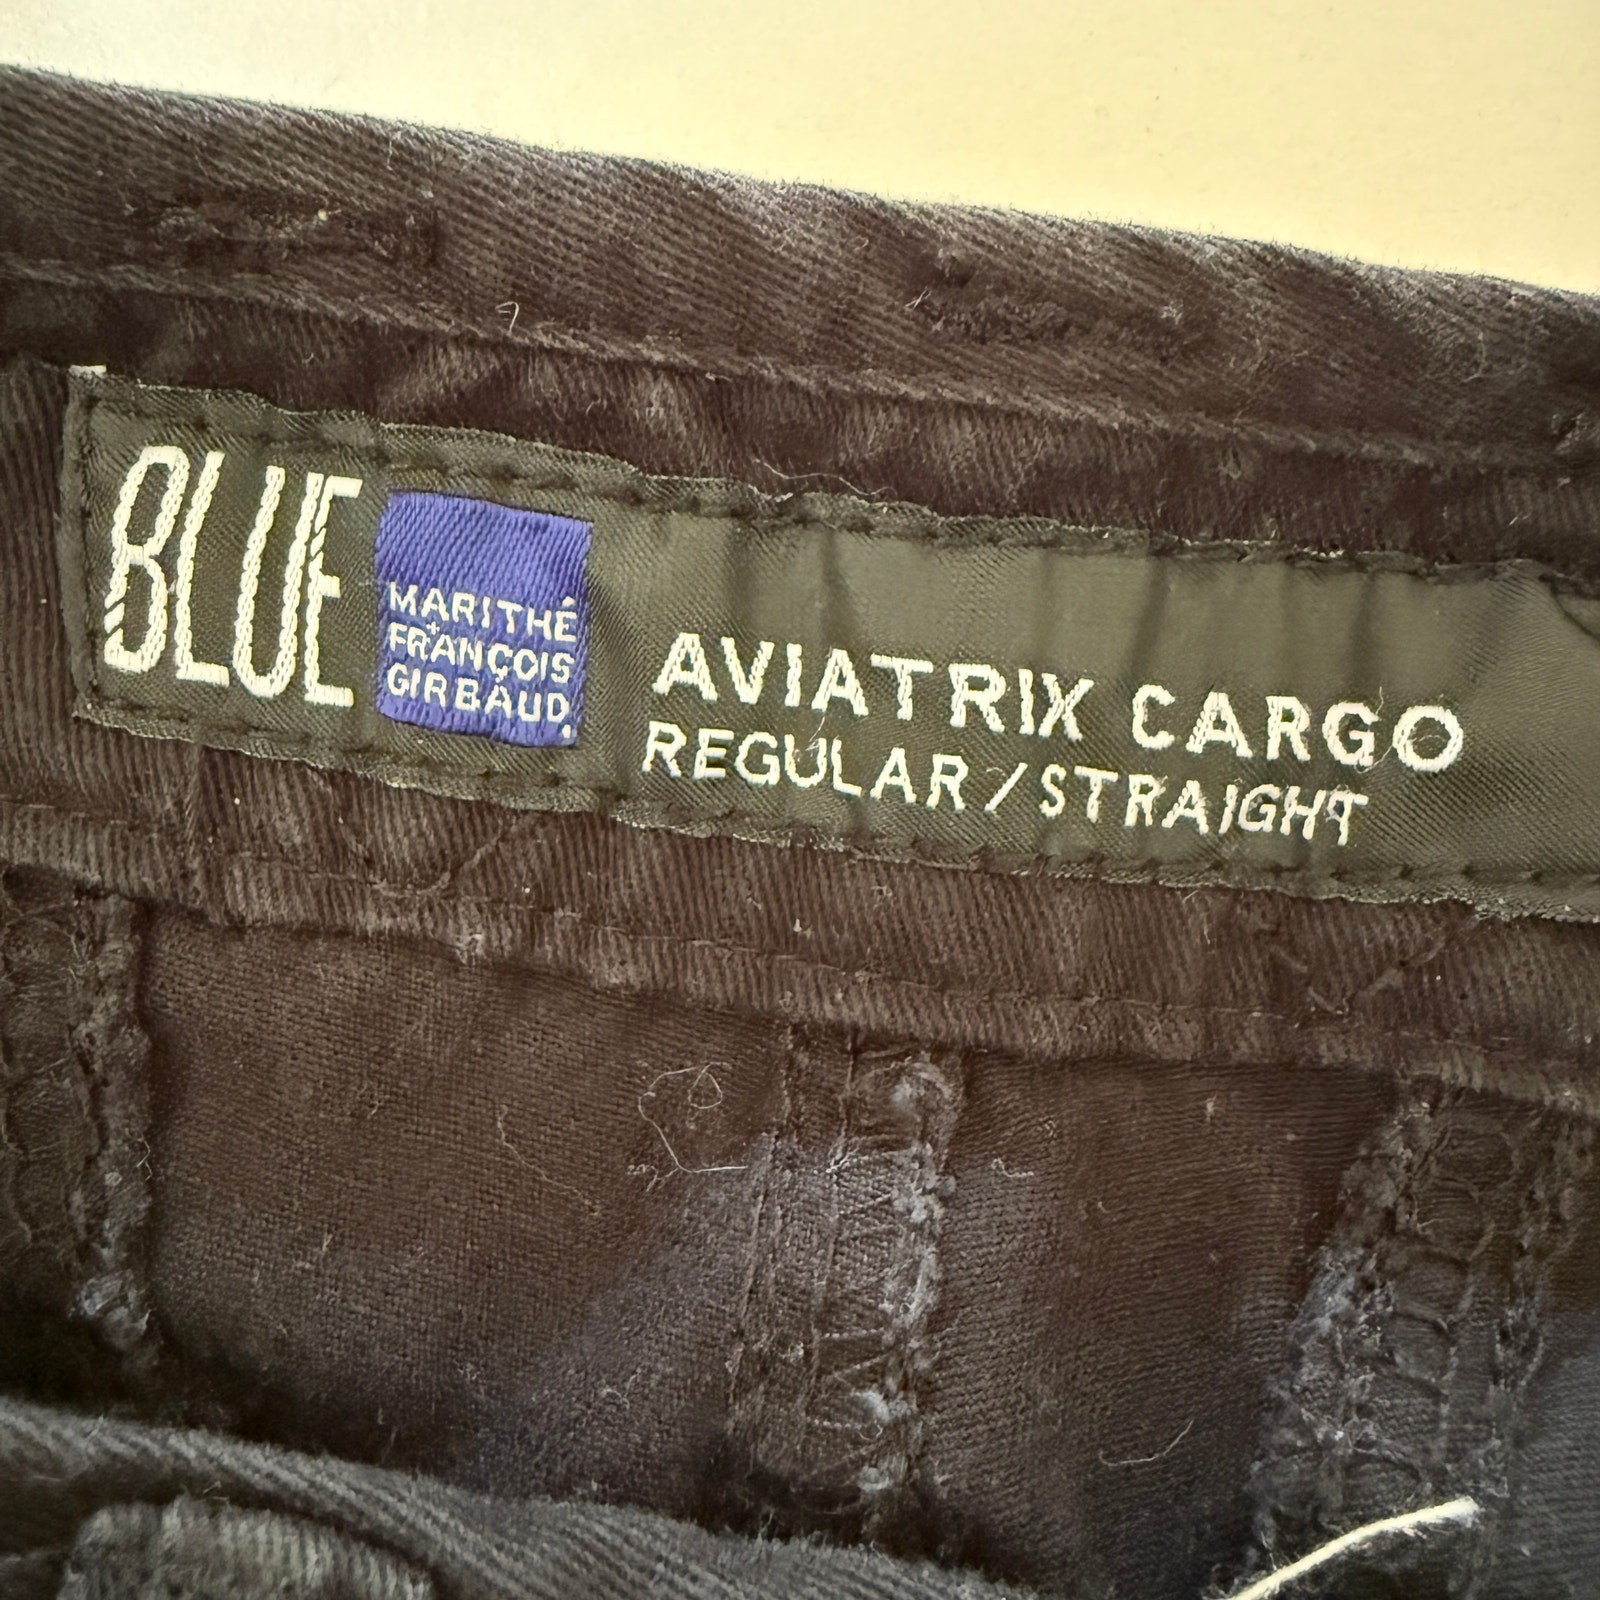 BLUE
MARITHÉ
FRANÇOIS
GIRBAUD.
AVIATRIX CARGO
REGULAR / STRAIGHT